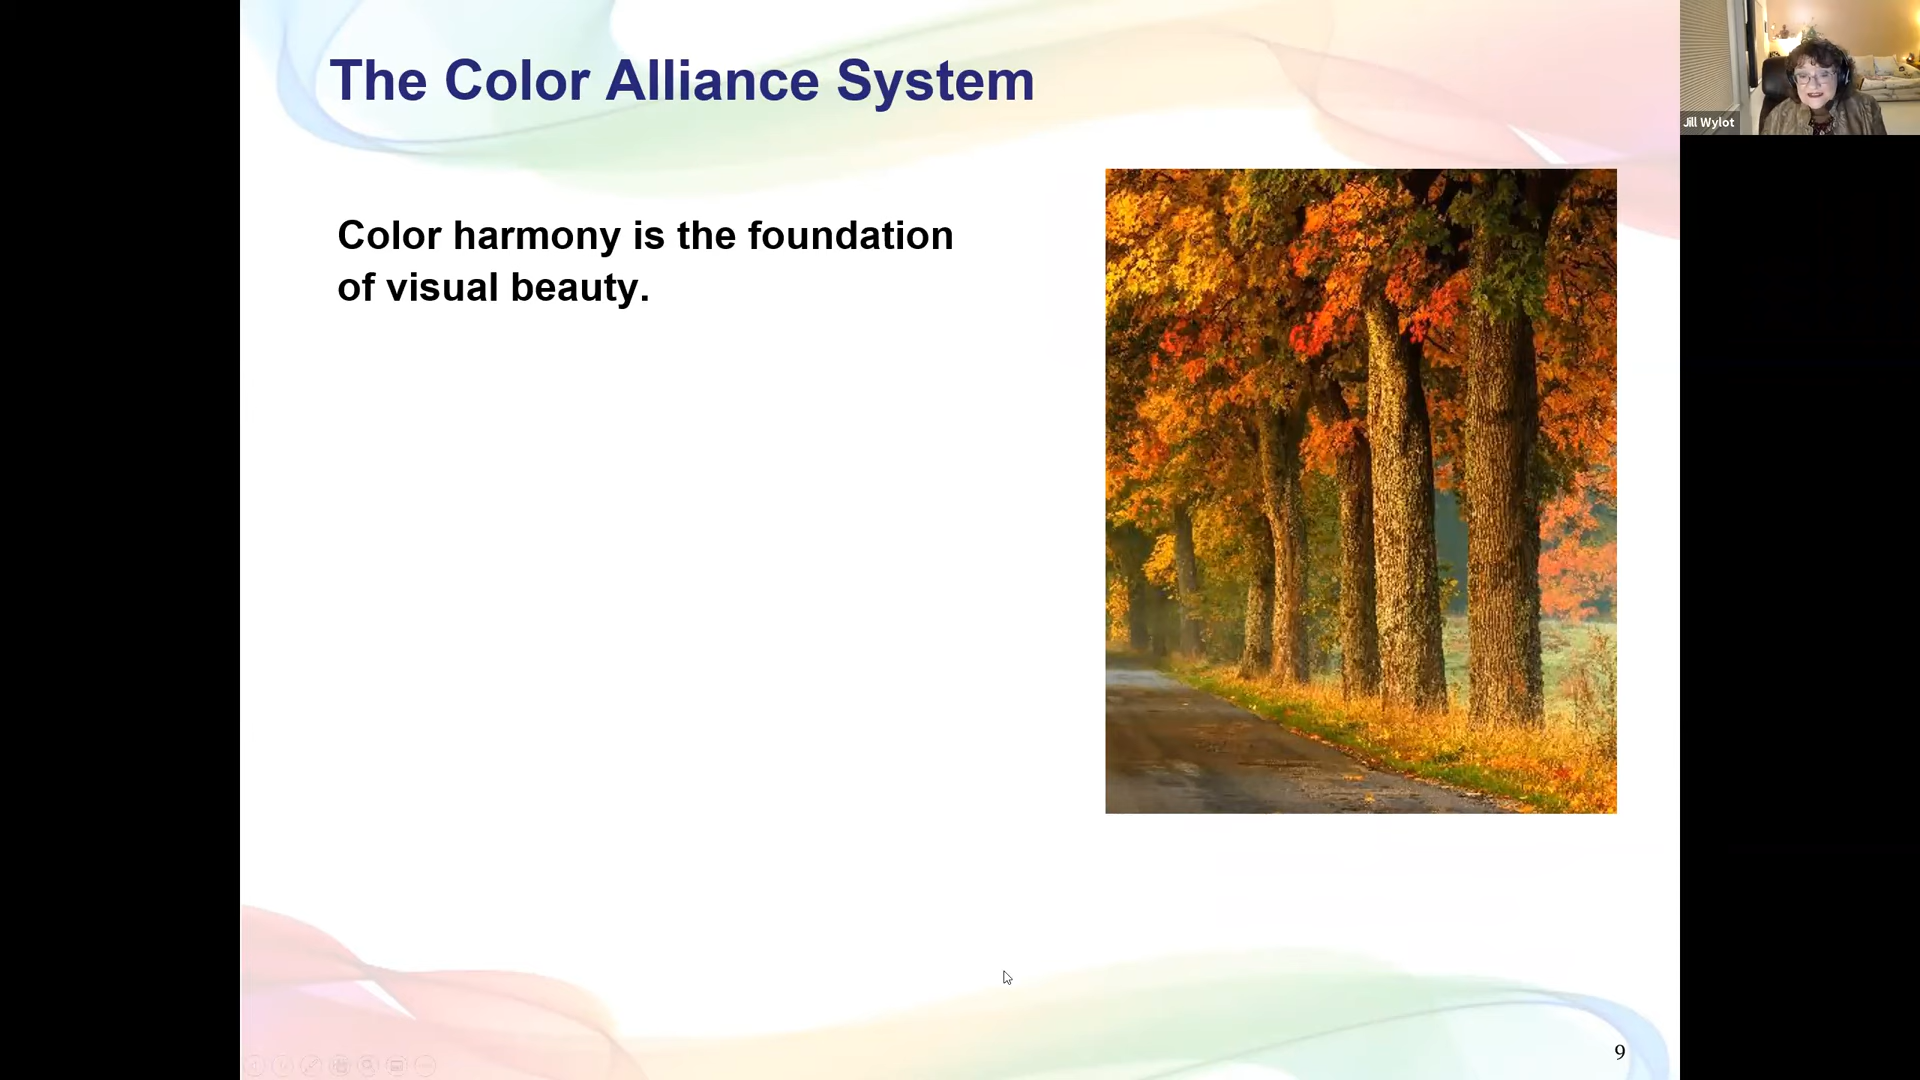 The Color Alliance System
Jill Wylot
Color harmony is the foundation
of visual beauty.
9